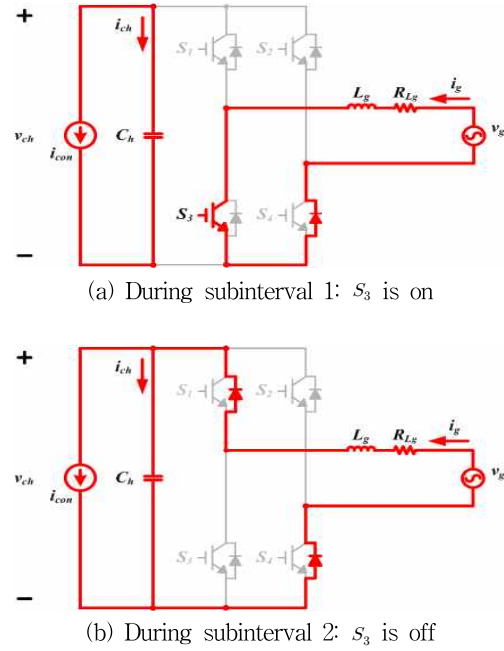 +
i_ch
S_1
S_2
L_g
R_Lg
i_g
v_ch
i_con
C_h
v_g
S_3
S_4
−
(a) During subinterval 1: S_3 is on
+
i_ch
S_1
S_2
L_g
R_Lg
i_g
v_ch
i_con
C_h
v_g
S_3
S_4
−
(b) During subinterval 2: S_3 is off